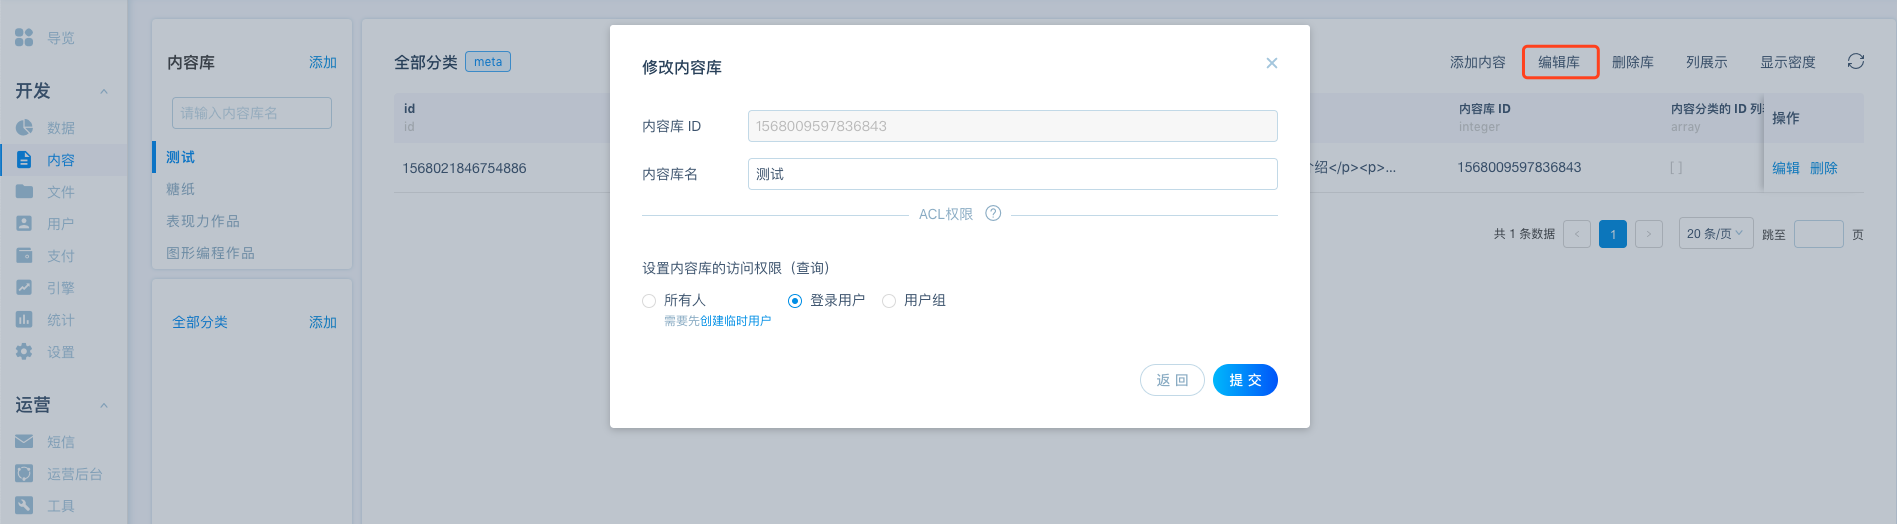 导览
开发
数据
内容
文件
用户
支付
引擎
统计
设置
运营
短信
运营后台
工具
内容库 添加
请输入内容库名
测试
糖纸
表现力作品
图形编程作品
全部分类 添加
全部分类 meta
添加内容 编辑库 删除库 列展示 显示密度
id
id
内容库 ID
integer
内容分类的 ID 列
array
操作
1568021846754886
绍</p><p>...
1568009597836843
[ ]
编辑 删除
共 1 条数据 < 1 > 20 条/页 跳至 页
修改内容库
内容库 ID 1568009597836843
内容库名 测试
ACL权限 ?
设置内容库的访问权限（查询）
所有人 登录用户 用户组
需要先创建临时用户
返 回 提 交